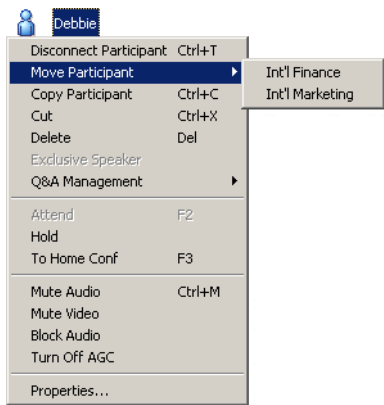 Debbie
Disconnect Participant Ctrl+T
Move Participant
Int'l Finance
Copy Participant Ctrl+C
Int'l Marketing
Cut Ctrl+X
Delete Del
Exclusive Speaker
Q&A Management
Attend F2
Hold
To Home Conf F3
Mute Audio Ctrl+M
Mute Video
Block Audio
Turn Off AGC
Properties...